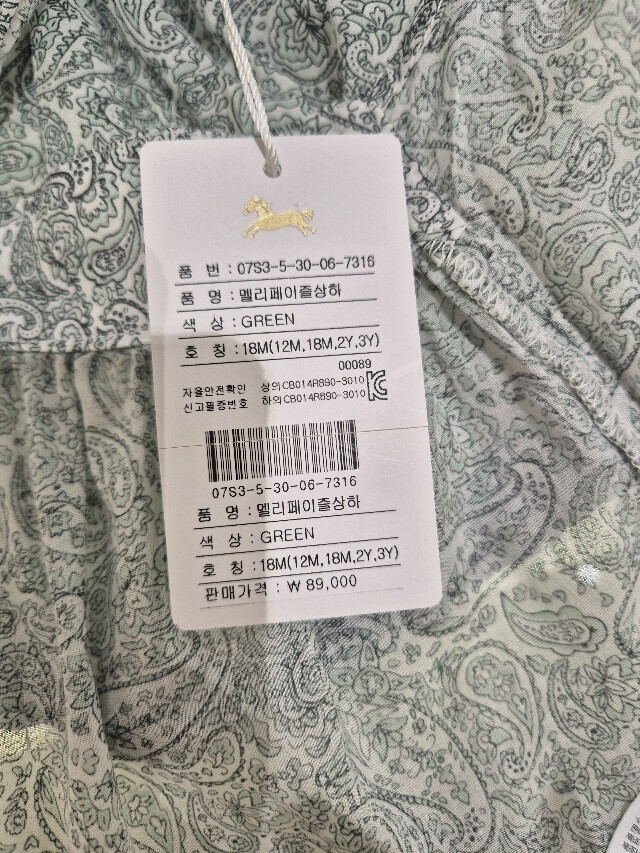 품 번 : 07S3-5-30-06-7316
품 명 : 멜리페이즐상하
색 상 : GREEN
호 칭 : 18M(12M,18M,2Y,3Y)
00089
자율안전확인 상의CB014R890-3010
신고필증번호 하의CB014R890-3010
07S3-5-30-06-7316
품 명 : 멜리페이즐상하
색 상 : GREEN
호 칭 : 18M(12M,18M,2Y,3Y)
판매가격 : ₩ 89,000